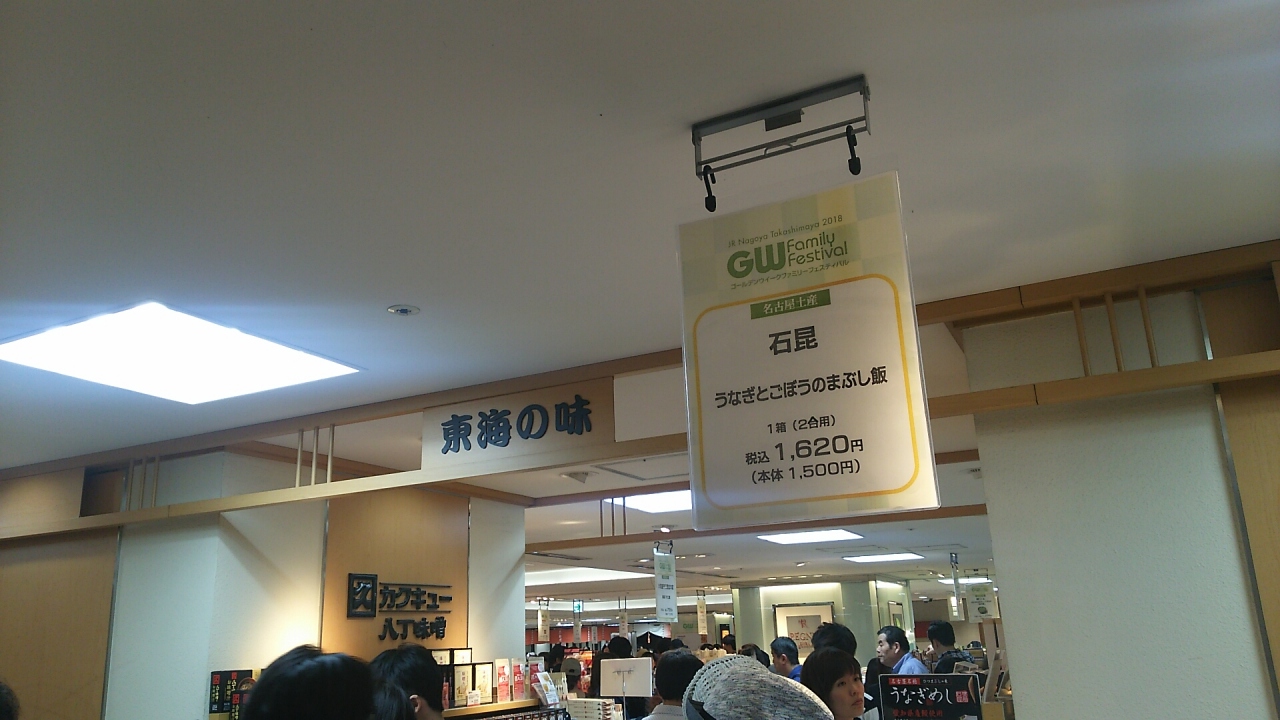 JR Nagoya Takashimaya 2018
GW Family Festival
ゴールデンウィークファミリーフェスティバル
名古屋土産
石昆
うなぎとごぼうのまぶし飯
1箱（2合用）
税込1,620円
（本体1,500円）
東海の味
カクキュー
八丁味噌
うなぎめし